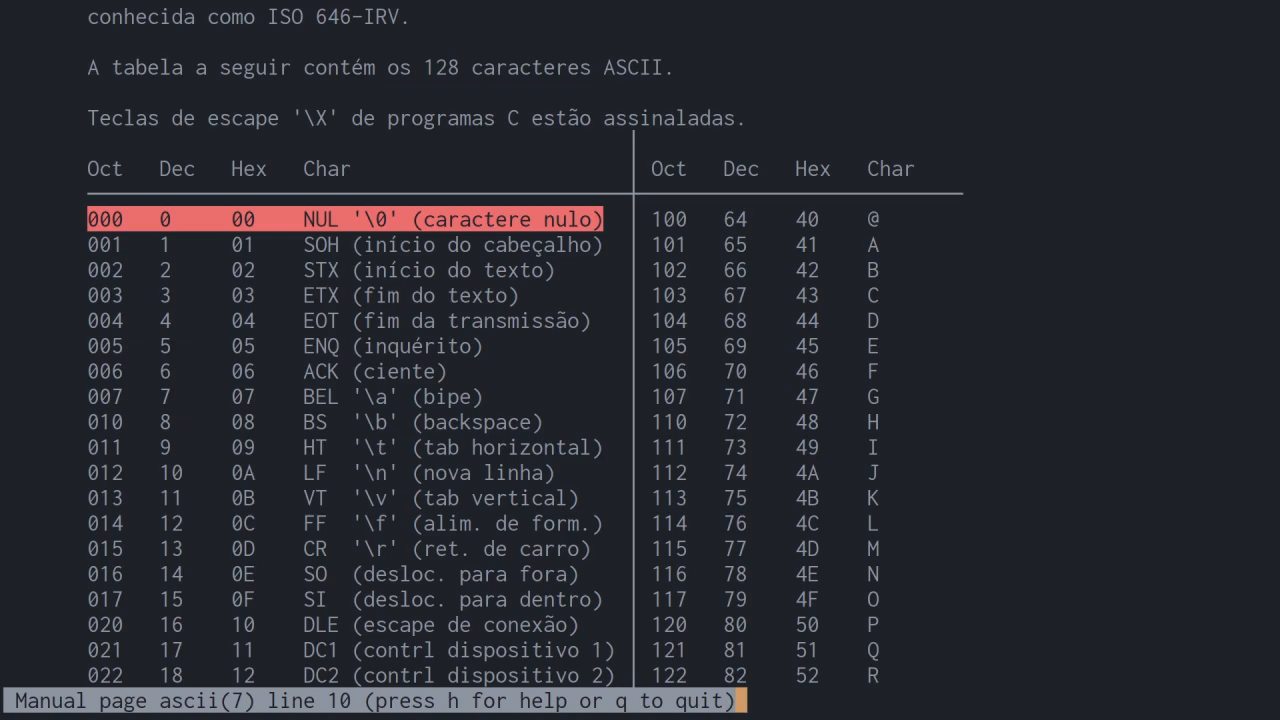 conhecida como ISO 646-IRV.
A tabela a seguir contém os 128 caracteres ASCII.
Teclas de escape '\X' de programas C estão assinaladas.
Oct Dec Hex Char Oct Dec Hex Char
000 0 00 NUL '\0' (caractere nulo) 100 64 40 @
001 1 01 SOH (início do cabeçalho) 101 65 41 A
002 2 02 STX (início do texto) 102 66 42 B
003 3 03 ETX (fim do texto) 103 67 43 C
004 4 04 EOT (fim da transmissão) 104 68 44 D
005 5 05 ENQ (inquérito) 105 69 45 E
006 6 06 ACK (ciente) 106 70 46 F
007 7 07 BEL '\a' (bipe) 107 71 47 G
010 8 08 BS '\b' (backspace) 110 72 48 H
011 9 09 HT '\t' (tab horizontal) 111 73 49 I
012 10 0A LF '\n' (nova linha) 112 74 4A J
013 11 0B VT '\v' (tab vertical) 113 75 4B K
014 12 0C FF '\f' (alim. de form.) 114 76 4C L
015 13 0D CR '\r' (ret. de carro) 115 77 4D M
016 14 0E SO (desloc. para fora) 116 78 4E N
017 15 0F SI (desloc. para dentro) 117 79 4F O
020 16 10 DLE (escape de conexão) 120 80 50 P
021 17 11 DC1 (contrl dispositivo 1) 121 81 51 Q
022 18 12 DC2 (contrl dispositivo 2) 122 82 52 R
Manual page ascii(7) line 10 (press h for help or q to quit)